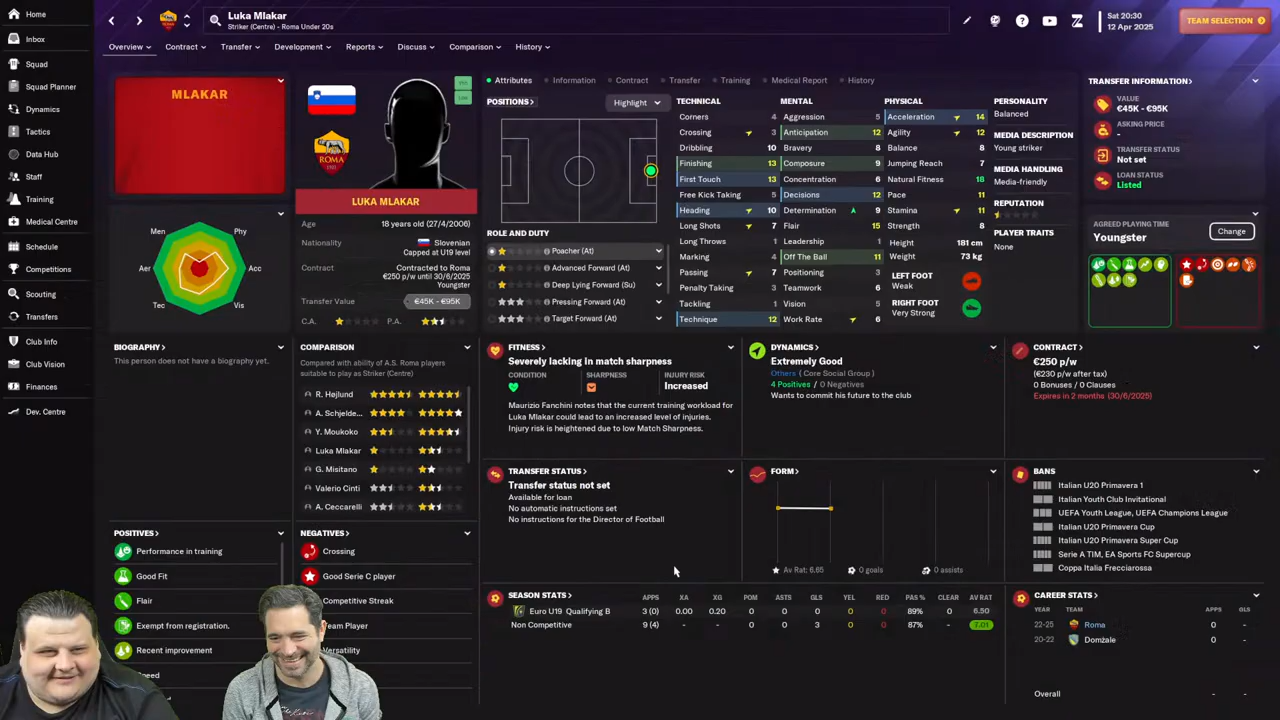 Home
Inbox
Squad
Squad Planner
Dynamics
Tactics
Data Hub
Staff
Training
Medical Centre
Schedule
Competitions
Scouting
Transfers
Club Info
Club Vision
Finances
Dev. Centre
Luka Mlakar
Striker (Centre) - Roma Under 20s
Sat 20:30
12 Apr 2025
TEAM SELECTION
Overview
Contract
Transfer
Development
Reports
Discuss
Comparison
History
MLAKAR
ROMA
LUKA MLAKAR
Age 18 years old (27/4/2006)
Nationality Slovenian
Capped at U19 level
Contract Contracted to Roma
€250 p/w until 30/6/2025
Youngster
Transfer Value €45K - €95K
C.A. P.A.
Men Phy
Aer Acc
Tec Vis
Attributes Information Contract Transfer Training Medical Report History
POSITIONS
Highlight
ROLE AND DUTY
Poacher (At)
Advanced Forward (At)
Deep Lying Forward (Su)
Pressing Forward (At)
Target Forward (At)
TECHNICAL
Corners 4
Crossing 3
Dribbling 10
Finishing 13
First Touch 13
Free Kick Taking 5
Heading 10
Long Shots 7
Long Throws 1
Marking 4
Passing 7
Penalty Taking 3
Tackling 1
Technique 12
MENTAL
Aggression 5
Anticipation 12
Bravery 8
Composure 9
Concentration 6
Decisions 12
Determination 9
Flair 15
Leadership 1
Off The Ball 11
Positioning 3
Teamwork 6
Vision 5
Work Rate 6
PHYSICAL
Acceleration 14
Agility 12
Balance 8
Jumping Reach 7
Natural Fitness 18
Pace 11
Stamina 11
Strength 8
Height 181 cm
Weight 73 kg
LEFT FOOT
Weak
RIGHT FOOT
Very Strong
PERSONALITY
Balanced
MEDIA DESCRIPTION
Young striker
MEDIA HANDLING
Media-friendly
REPUTATION
PLAYER TRAITS
None
TRANSFER INFORMATION
VALUE
€45K - €95K
ASKING PRICE
-
TRANSFER STATUS
Not set
LOAN STATUS
Listed
AGREED PLAYING TIME
Youngster
Change
BIOGRAPHY
This person does not have a biography yet.
COMPARISON
Compared with ability of A.S. Roma players
suitable to play as Striker (Centre)
R. Højlund
A. Schjelde...
Y. Moukoko
Luka Mlakar
G. Misitano
Valerio Cinti
A. Ceccarelli
FITNESS
Severely lacking in match sharpness
CONDITION SHARPNESS INJURY RISK
Increased
Maurizio Fanchini notes that the current training workload for
Luka Mlakar could lead to an increased level of injuries.
Injury risk is heightened due to low Match Sharpness.
DYNAMICS
Extremely Good
Others ( Core Social Group )
4 Positives / 0 Negatives
Wants to commit his future to the club
CONTRACT
€250 p/w
(€230 p/w after tax)
0 Bonuses / 0 Clauses
Expires in 2 months (30/6/2025)
TRANSFER STATUS
Transfer status not set
Available for loan
No automatic instructions set
No instructions for the Director of Football
FORM
Av Rat; 6,65 0 goals 0 assists
BANS
Italian U20 Primavera 1
Italian Youth Club Invitational
UEFA Youth League, UEFA Champions League
Italian U20 Primavera Cup
Italian U20 Primavera Super Cup
Serie A TIM, EA Sports FC Supercup
Coppa Italia Frecciarossa
POSITIVES
Performance in training
Good Fit
Flair
Exempt from registration.
Recent improvement
NEGATIVES
Crossing
Good Serie C player
Competitive Streak
SEASON STATS APPS XA XG POM ASTS GLS YEL RED PAS % CLEAR AV RAT
Euro U19 Qualifying B 3 (0) 0.00 0.20 0 0 0 0 0 89% 0 6.50
Non Competitive 9 (4) - - 0 0 3 0 0 87% - 7.01
CAREER STATS
YEAR TEAM APPS GLS
22-25 Roma 0 -
20-22 Domžale 0 -
Overall - -